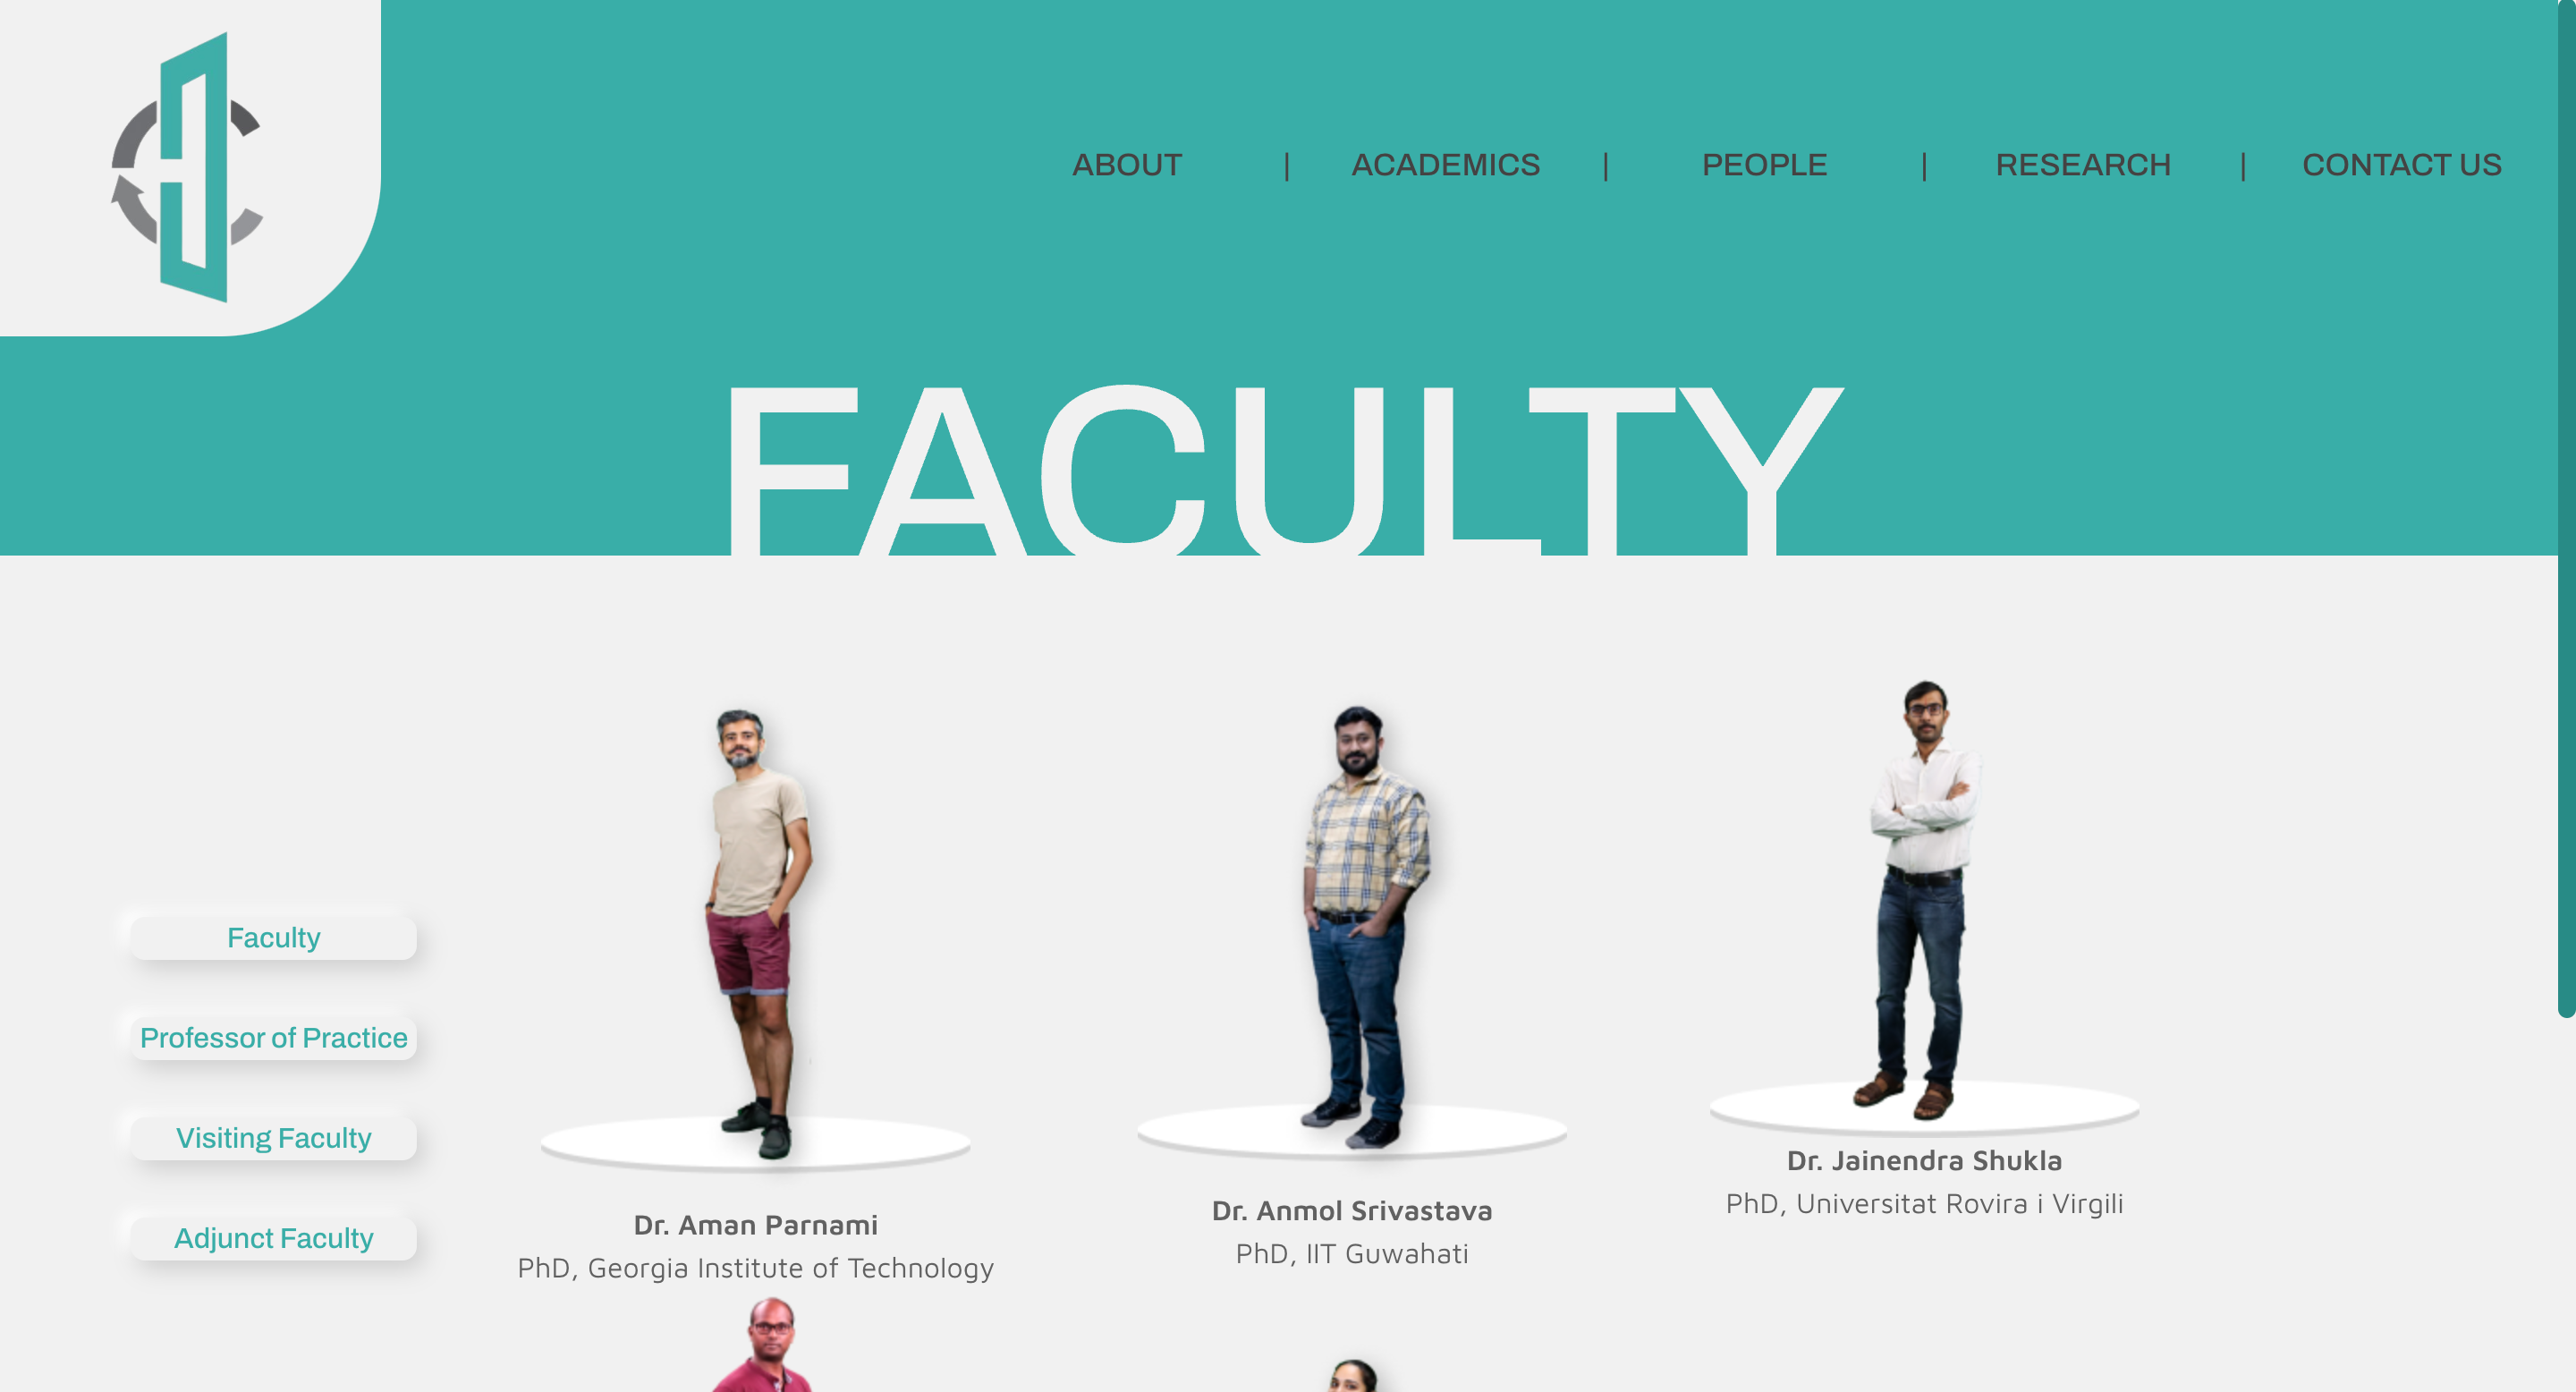 ABOUT | ACADEMICS | PEOPLE | RESEARCH | CONTACT US
FACULTY
Faculty
Professor of Practice
Visiting Faculty
Adjunct Faculty
Dr. Aman Parnami
PhD, Georgia Institute of Technology
Dr. Anmol Srivastava
PhD, IIT Guwahati
Dr. Jainendra Shukla
PhD, Universitat Rovira i Virgili